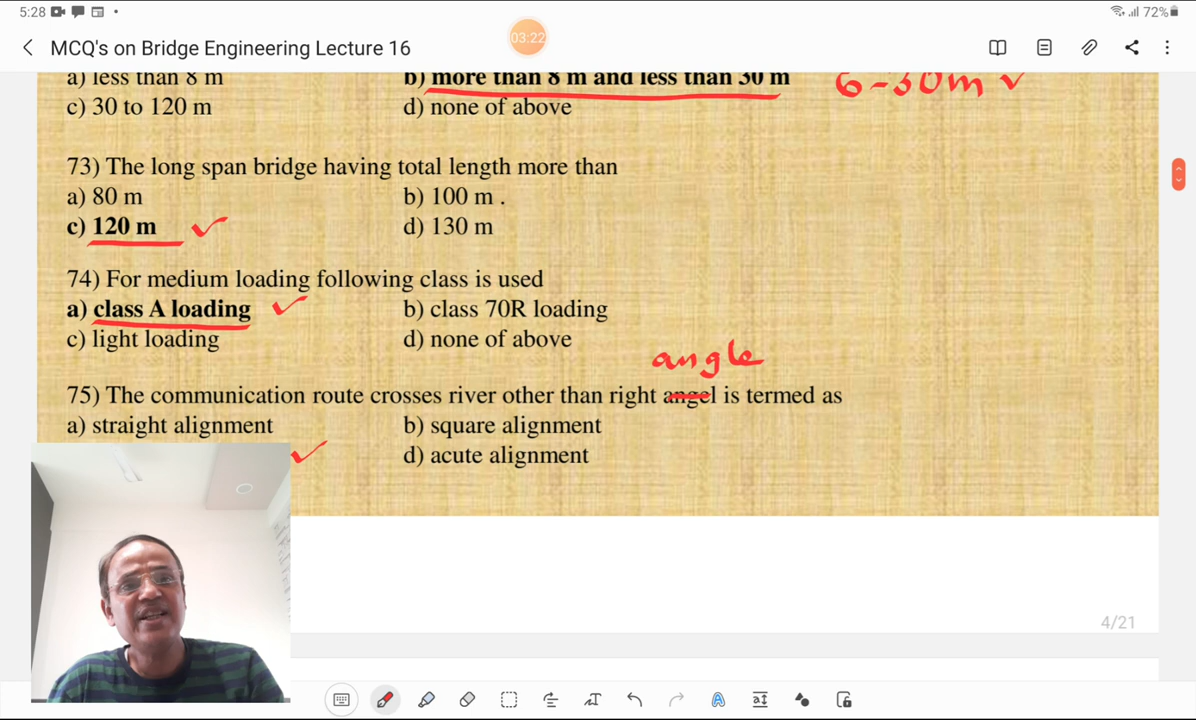 5:28
72%
MCQ's on Bridge Engineering Lecture 16
03:22
a) less than 8 m b) more than 8 m and less than 30 m 6-30m
c) 30 to 120 m d) none of above
73) The long span bridge having total length more than
a) 80 m b) 100 m .
c) 120 m d) 130 m
74) For medium loading following class is used
a) class A loading b) class 70R loading
c) light loading d) none of above
angle
75) The communication route crosses river other than right angel is termed as
a) straight alignment b) square alignment
d) acute alignment
4/21